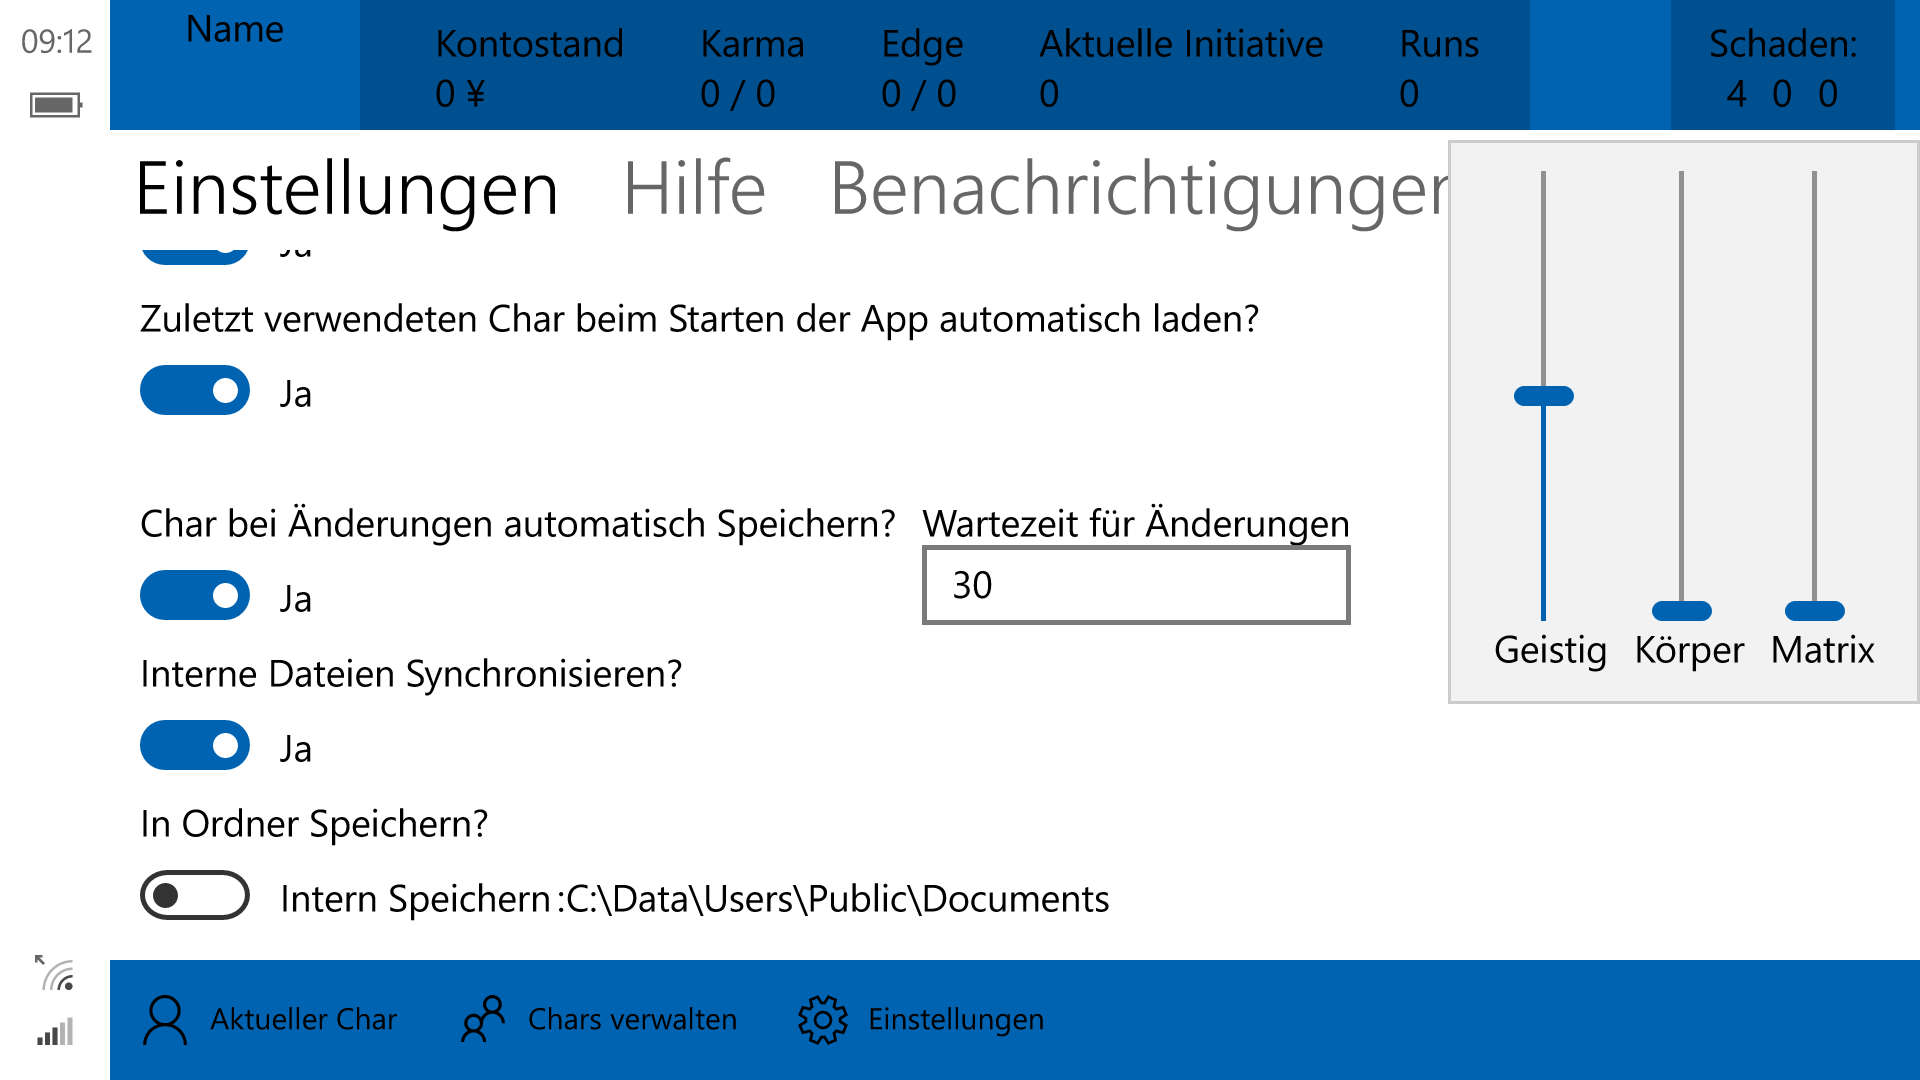 09:12
Name
Kontostand
0 ¥
Karma
0 / 0
Edge
0 / 0
Aktuelle Initiative
0
Runs
0
Schaden:
4 0 0
Einstellungen Hilfe Benachrichtigungen
Ja
Zuletzt verwendeten Char beim Starten der App automatisch laden?
Ja
Char bei Änderungen automatisch Speichern?
Ja
Wartezeit für Änderungen
30
Interne Dateien Synchronisieren?
Ja
In Ordner Speichern?
Intern Speichern :C:\Data\Users\Public\Documents
Geistig Körper Matrix
Aktueller Char
Chars verwalten
Einstellungen